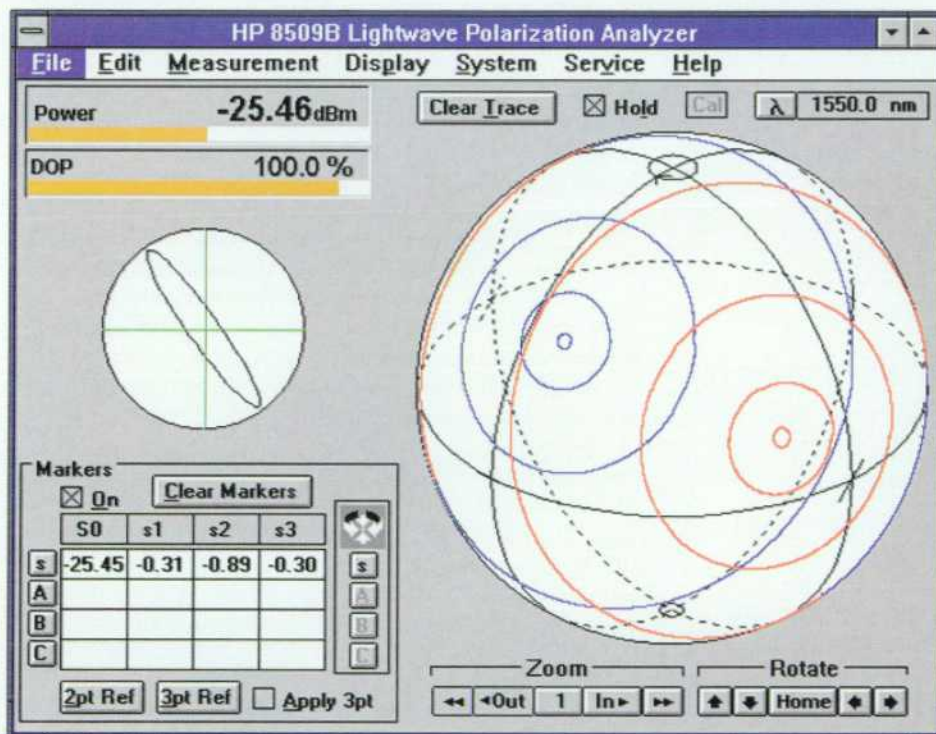 HP 8509B Lightwave Polarization Analyzer
File Edit Measurement Display System Service Help
Power -25.46dBm
DOP 100.0 %
Clear Trace Hold Cal λ 1550.0 nm
Markers
On Clear Markers
S0 s1 s2 s3
s -25.45 -0.31 -0.89 -0.30 s
A A
B B
C C
2pt Ref 3pt Ref Apply 3pt
Zoom
Out 1 In
Rotate
Home